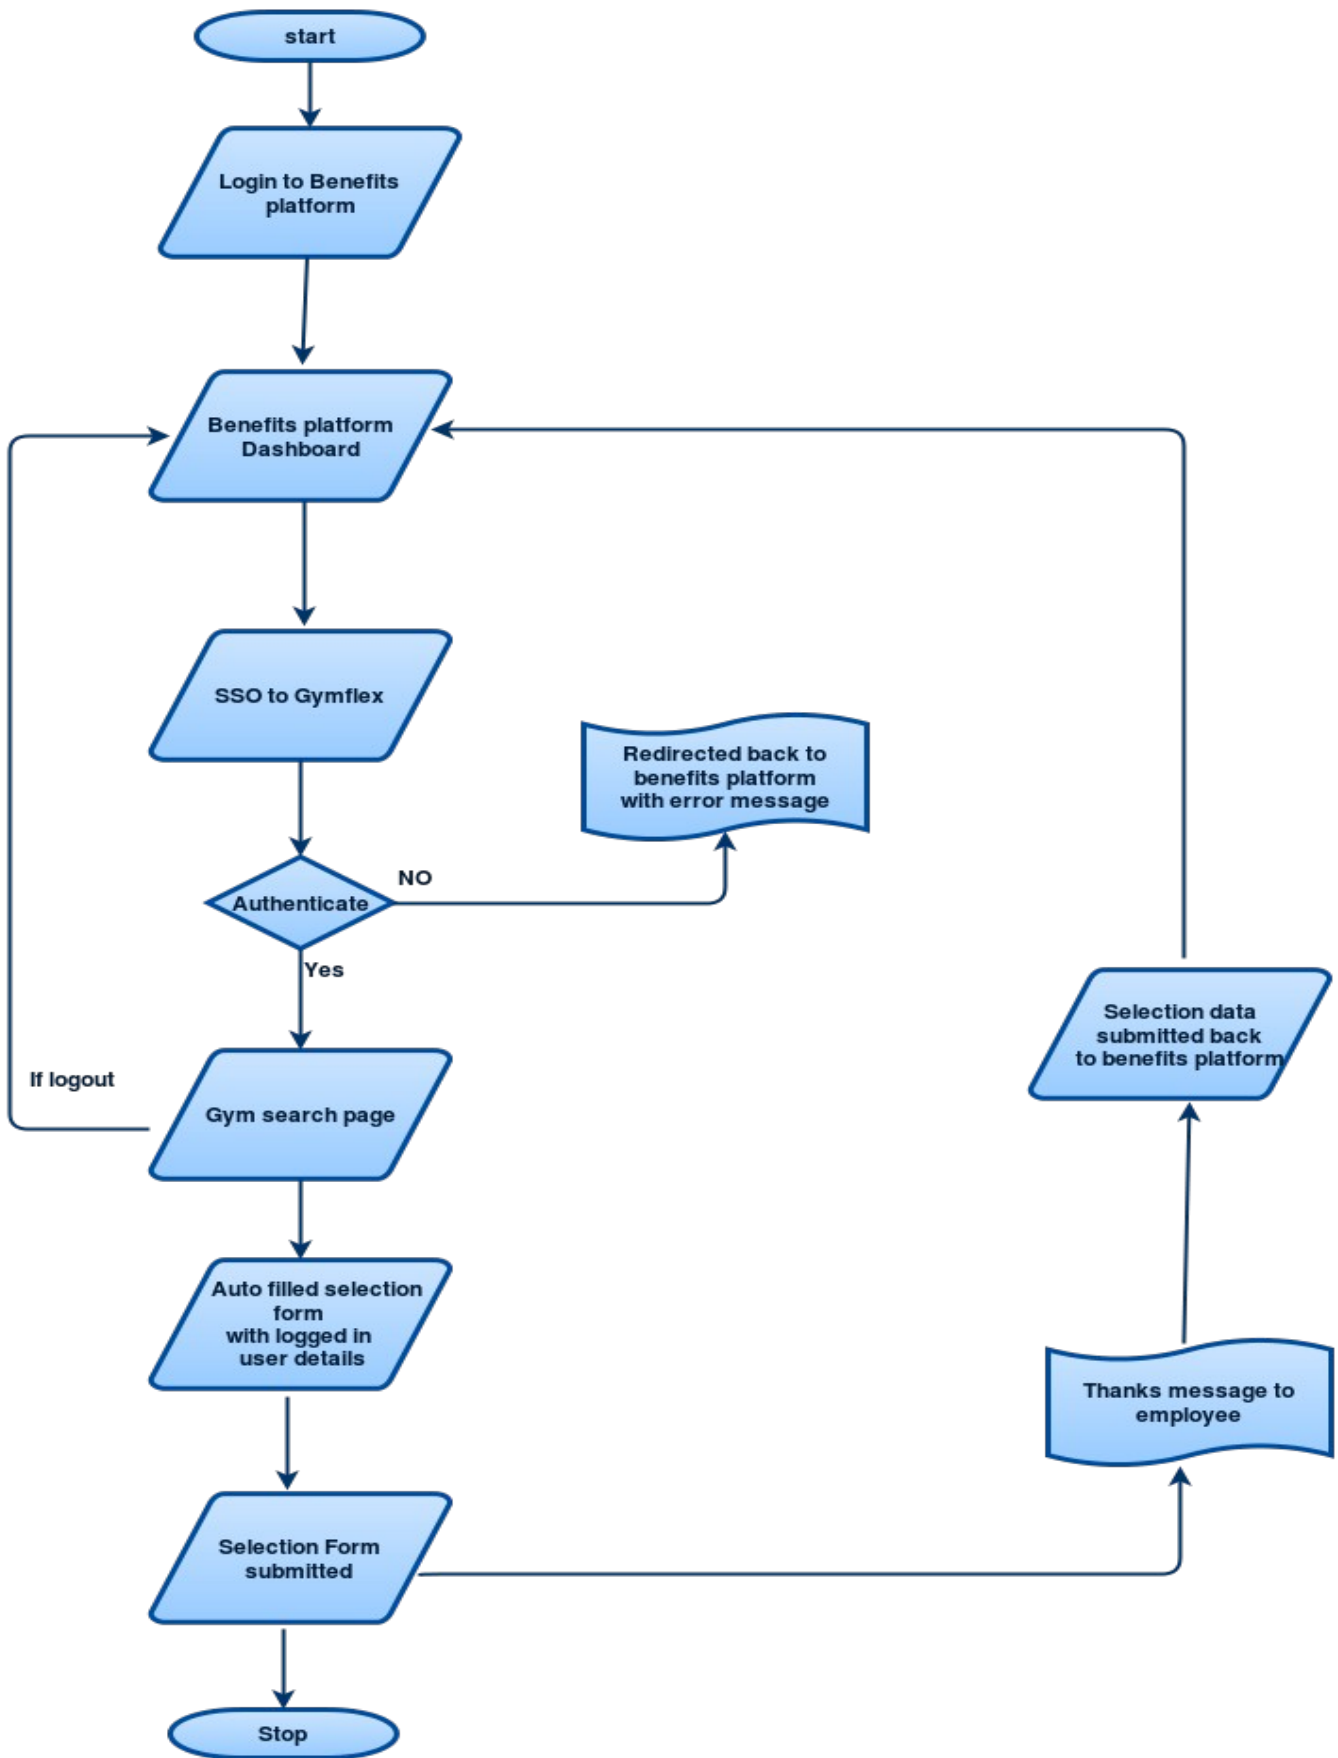 start
Login to Benefits
platform
Benefits platform
Dashboard
SSO to Gymflex
Redirected back to
benefits platform
with error message
NO
Authenticate
Yes
Selection data
submitted back
to benefits platform
If logout
Gym search page
Auto filled selection
form
with logged in
user details
Thanks message to
employee
Selection Form
submitted
Stop